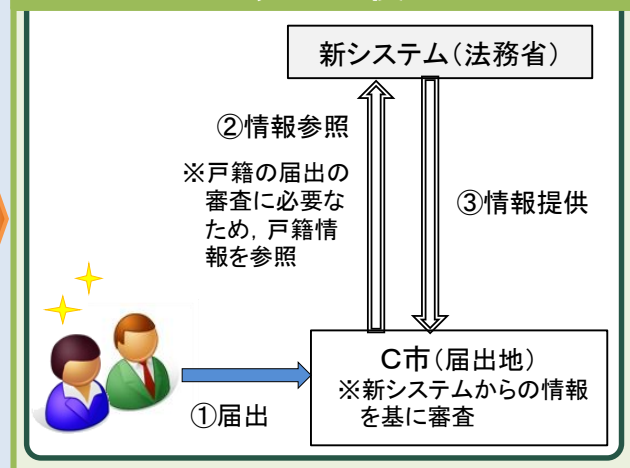 新システム（法務省）
②情報参照
※戸籍の届出の
審査に必要な
ため，戸籍情
報を参照
③情報提供
C市（届出地）
※新システムからの情報
を基に審査
①届出